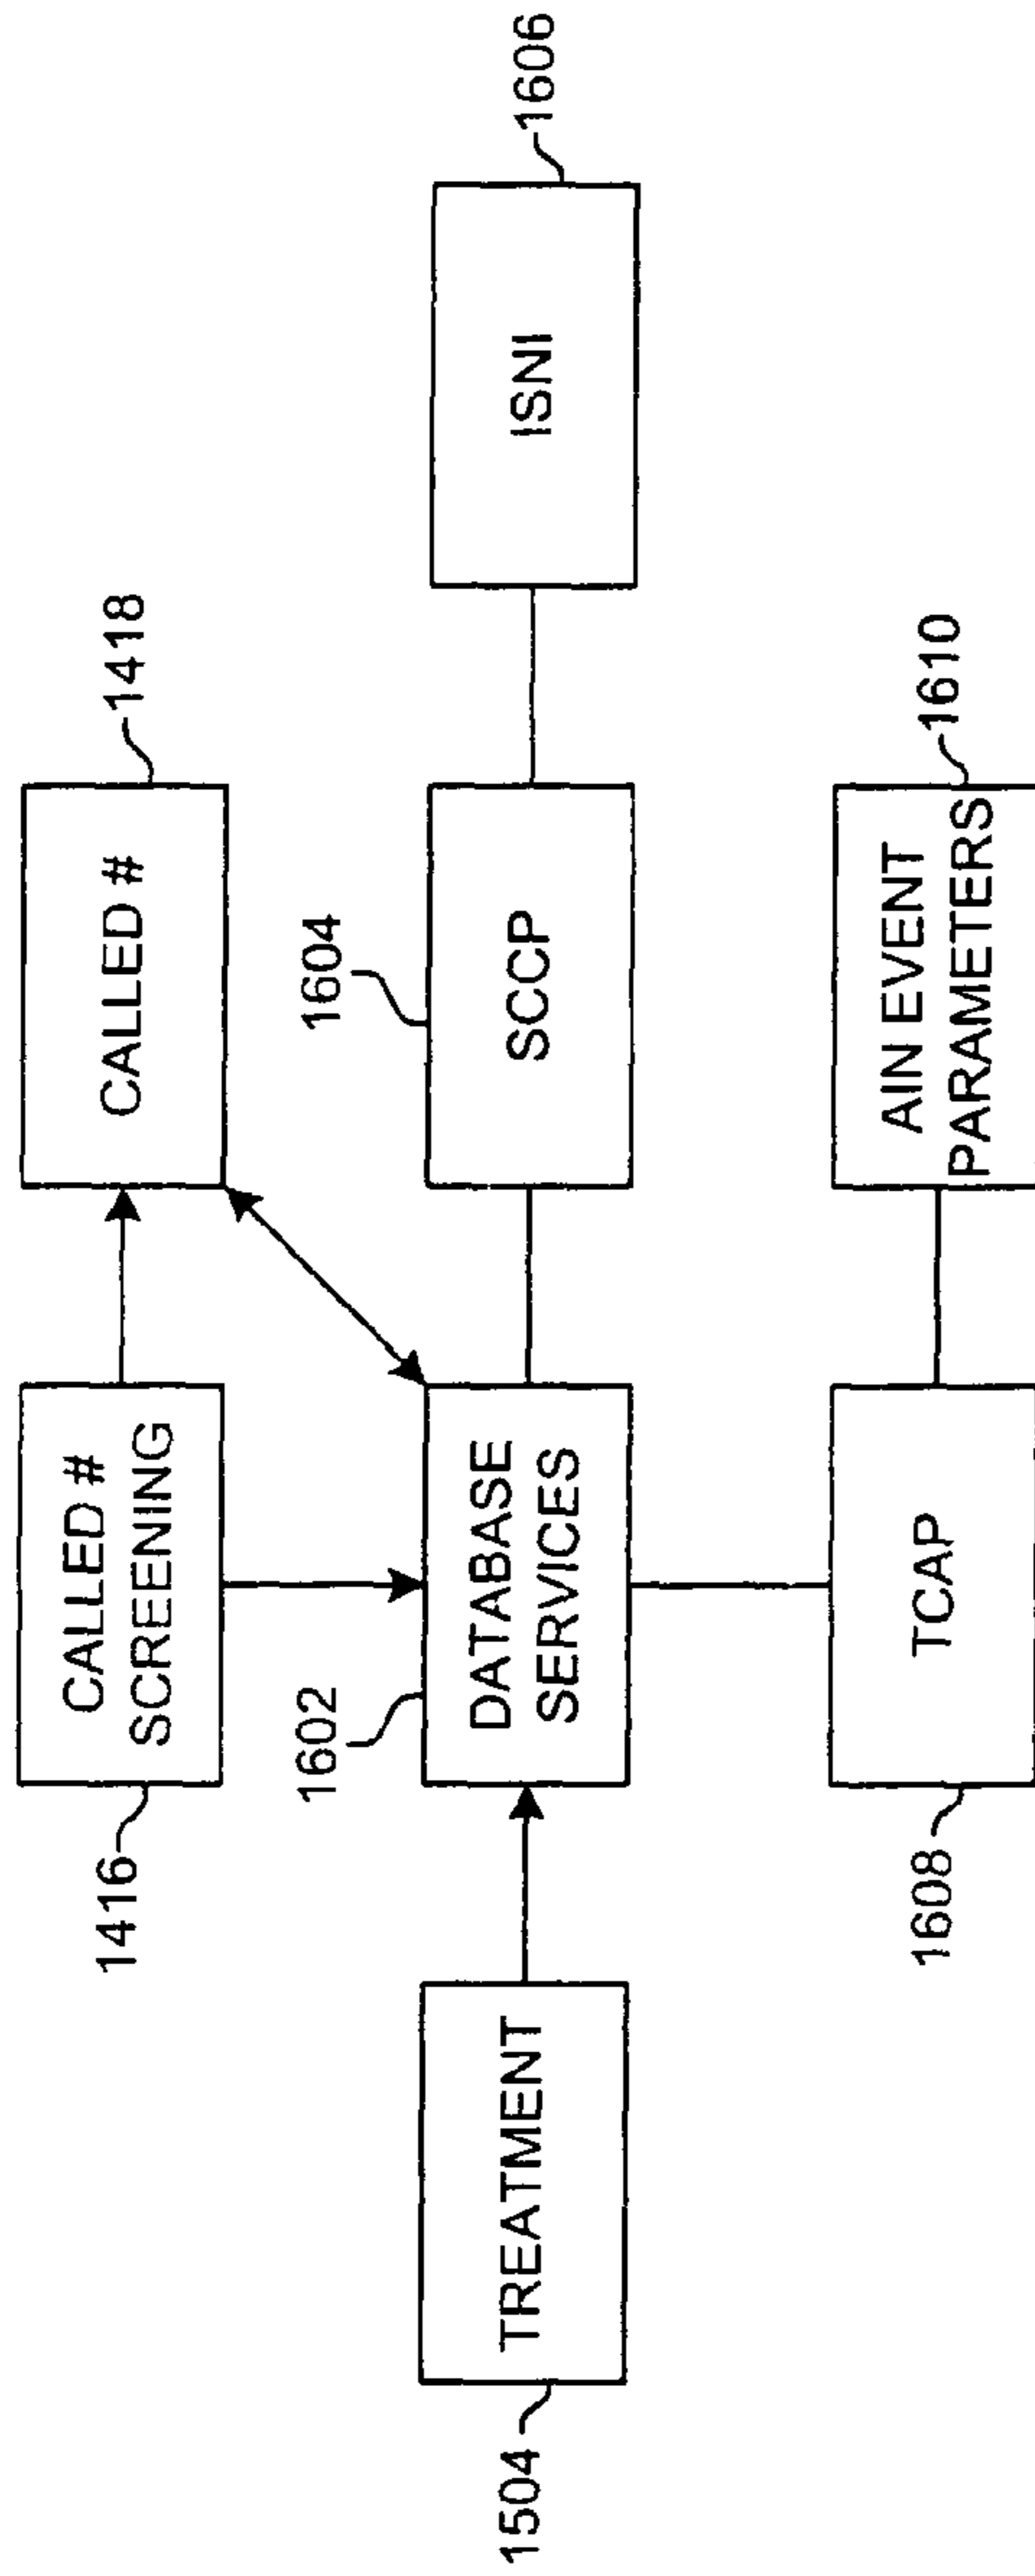 1416
CALLED #
SCREENING
CALLED #
1418
1504
TREATMENT
1602
DATABASE
SERVICES
1604
SCCP
ISNI
1606
1608
TCAP
AIN EVENT
PARAMETERS
1610